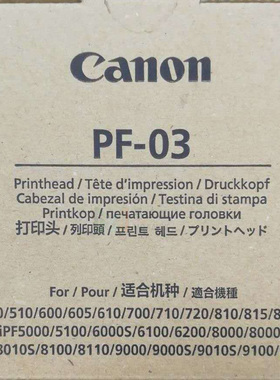 Canon
PF-03
Printhead / Tête d'impression / Druckkopf
Cabezal de impresión / Testina di stampa
Printkop / печатающие головки
打印头 / 列印頭 / 프린트 헤드 / プリントヘッド
For / Pour / 适合机种 / 適合機種
/510/600/605/610/700/710/720/810/815/8
iPF5000/5100/6000S/6100/6200/8000/8000
8010S/8100/8110/9000/9000S/9010S/9100/